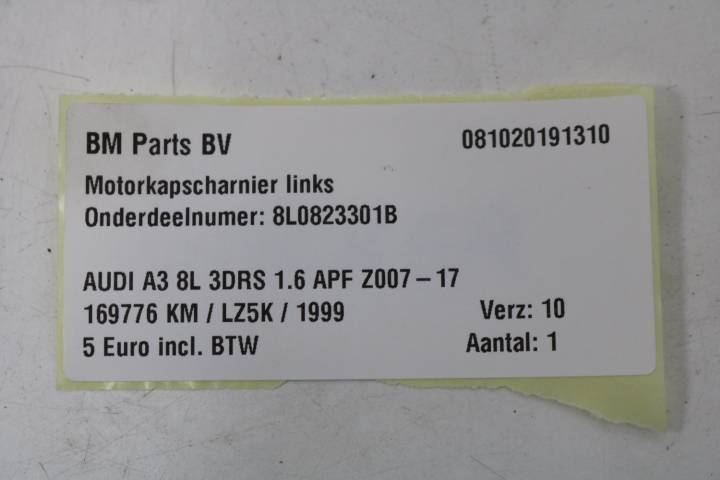 BM Parts BV 081020191310
Motorkapscharnier links
Onderdeelnumer: 8L0823301B
AUDI A3 8L 3DRS 1.6 APF Z007-17
169776 KM / LZ5K / 1999 Verz: 10
5 Euro incl. BTW Aantal: 1